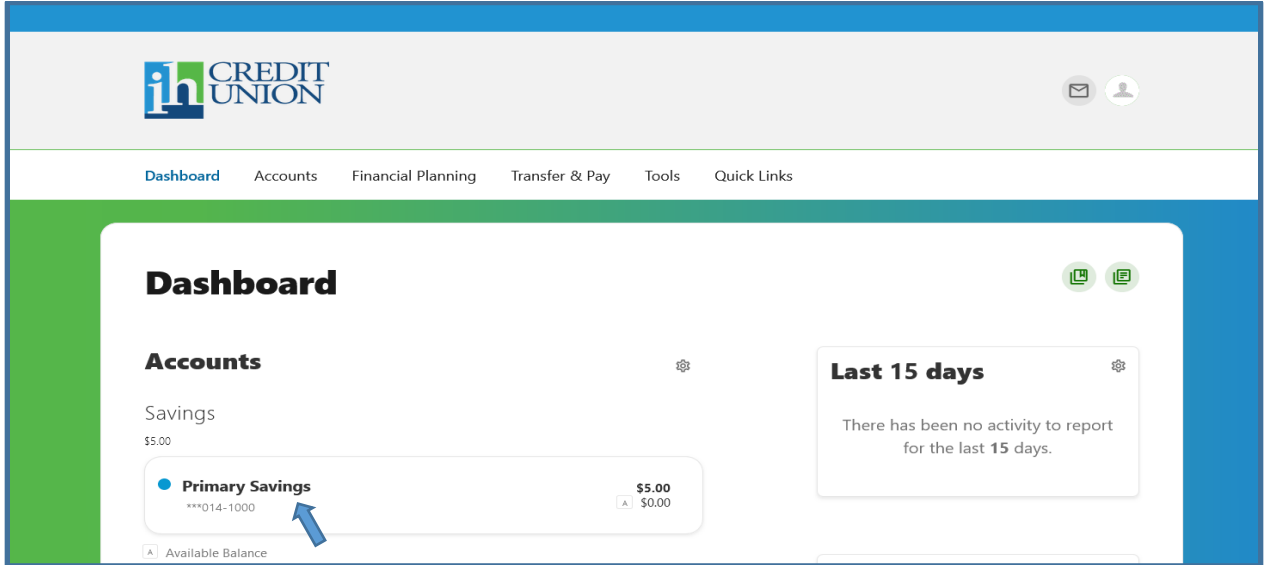 ih CREDIT
UNION
Dashboard Accounts Financial Planning Transfer & Pay Tools Quick Links
Dashboard
Accounts
Savings
$5.00
Primary Savings
***014-1000
$5.00
A $0.00
A Available Balance
Last 15 days
There has been no activity to report
for the last 15 days.